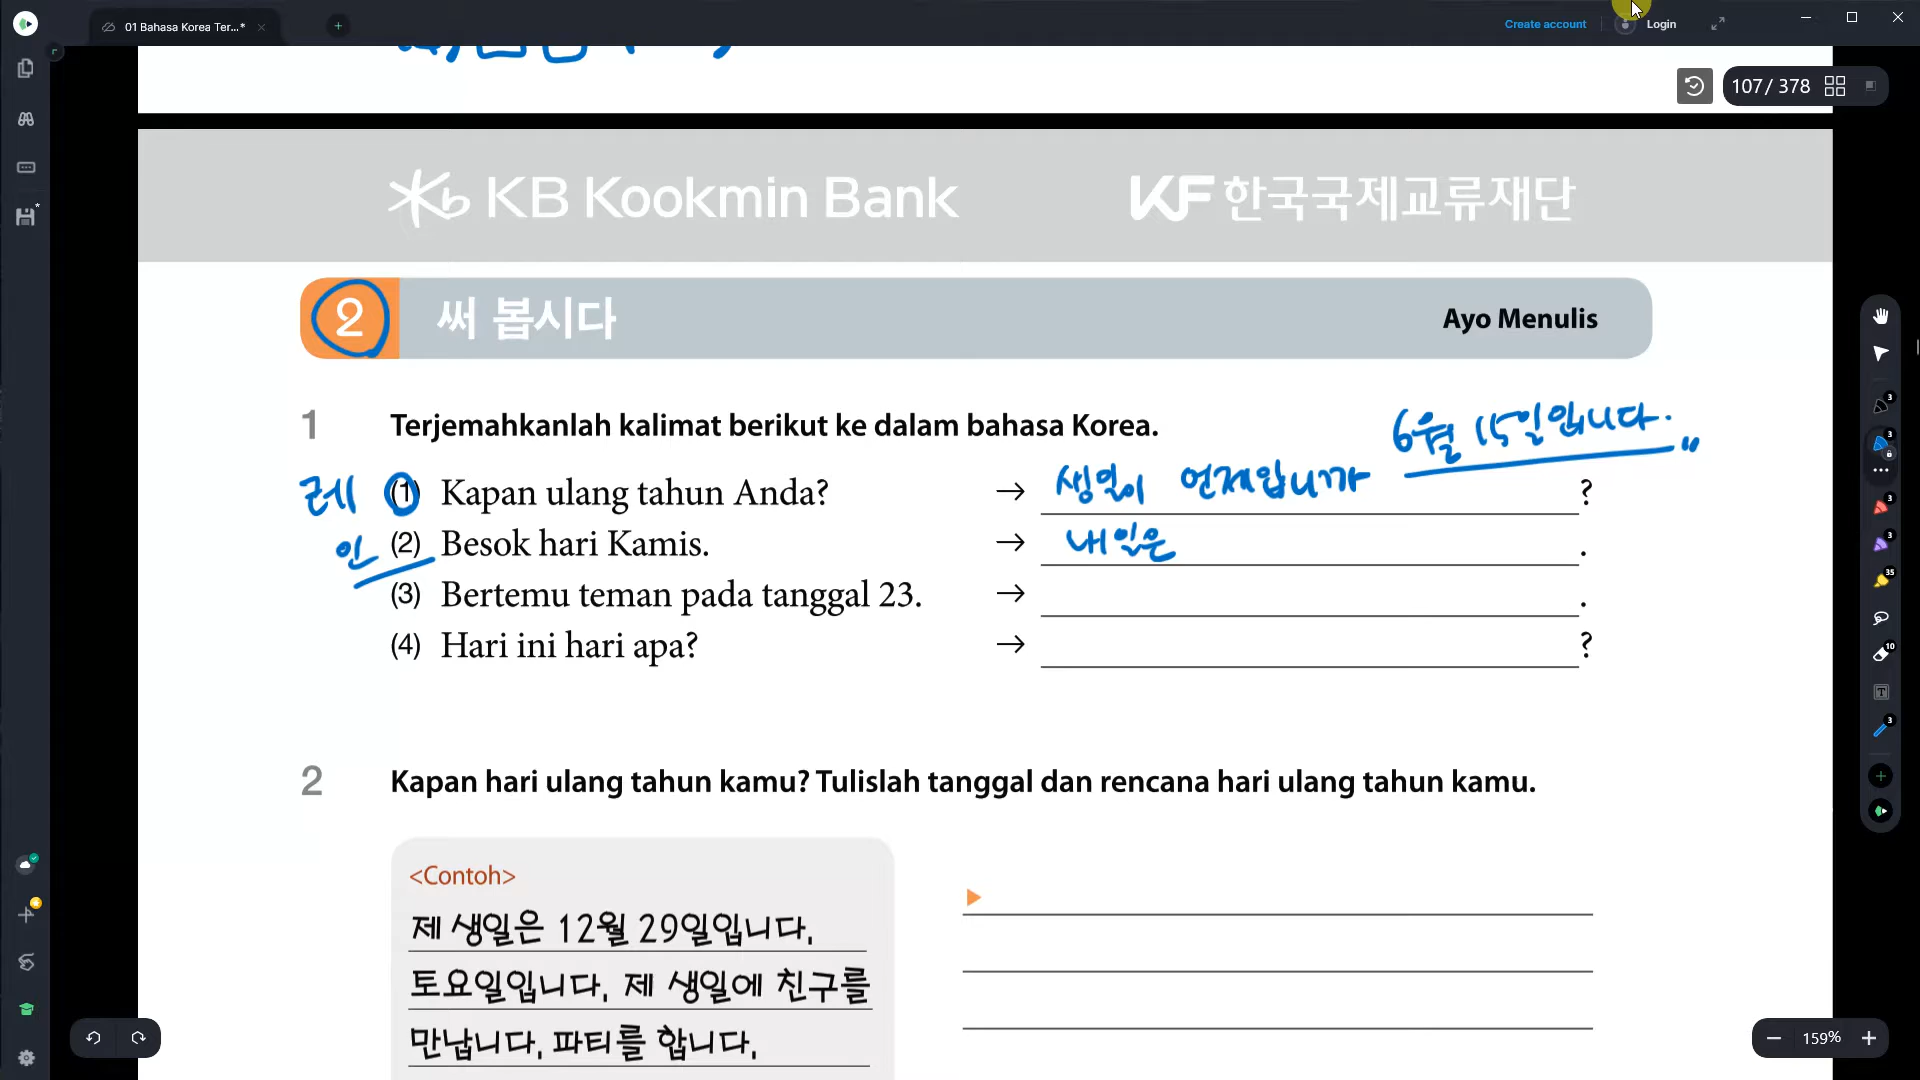 01 Bahasa Korea Ter...*
Create account
Login
107/ 378
KB Kookmin Bank
KF 한국국제교류재단
2 써 봅시다 Ayo Menulis
1 Terjemahkanlah kalimat berikut ke dalam bahasa Korea.
6월 15일입니다.
레 (1) Kapan ulang tahun Anda? → 생일이 언제입니까 ?
인 (2) Besok hari Kamis. → 내일은 .
(3) Bertemu teman pada tanggal 23. → .
(4) Hari ini hari apa? → ?
2 Kapan hari ulang tahun kamu? Tulislah tanggal dan rencana hari ulang tahun kamu.
<Contoh>
제 생일은 12월 29일입니다.
토요일입니다. 제 생일에 친구를
만납니다. 파티를 합니다.
159%